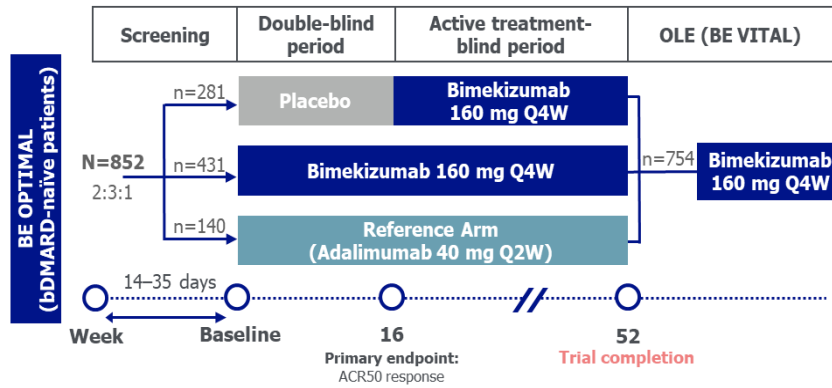 BE OPTIMAL
(bDMARD-naïve patients)
Screening
Double-blind
period
Active treatment-
blind period
OLE (BE VITAL)
N=852
2:3:1
n=281
n=431
n=140
Placebo
Bimekizumab
160 mg Q4W
Bimekizumab 160 mg Q4W
Reference Arm
(Adalimumab 40 mg Q2W)
n=754
Bimekizumab
160 mg Q4W
14–35 days
Week
Baseline
16
52
Primary endpoint:
ACR50 response
Trial completion